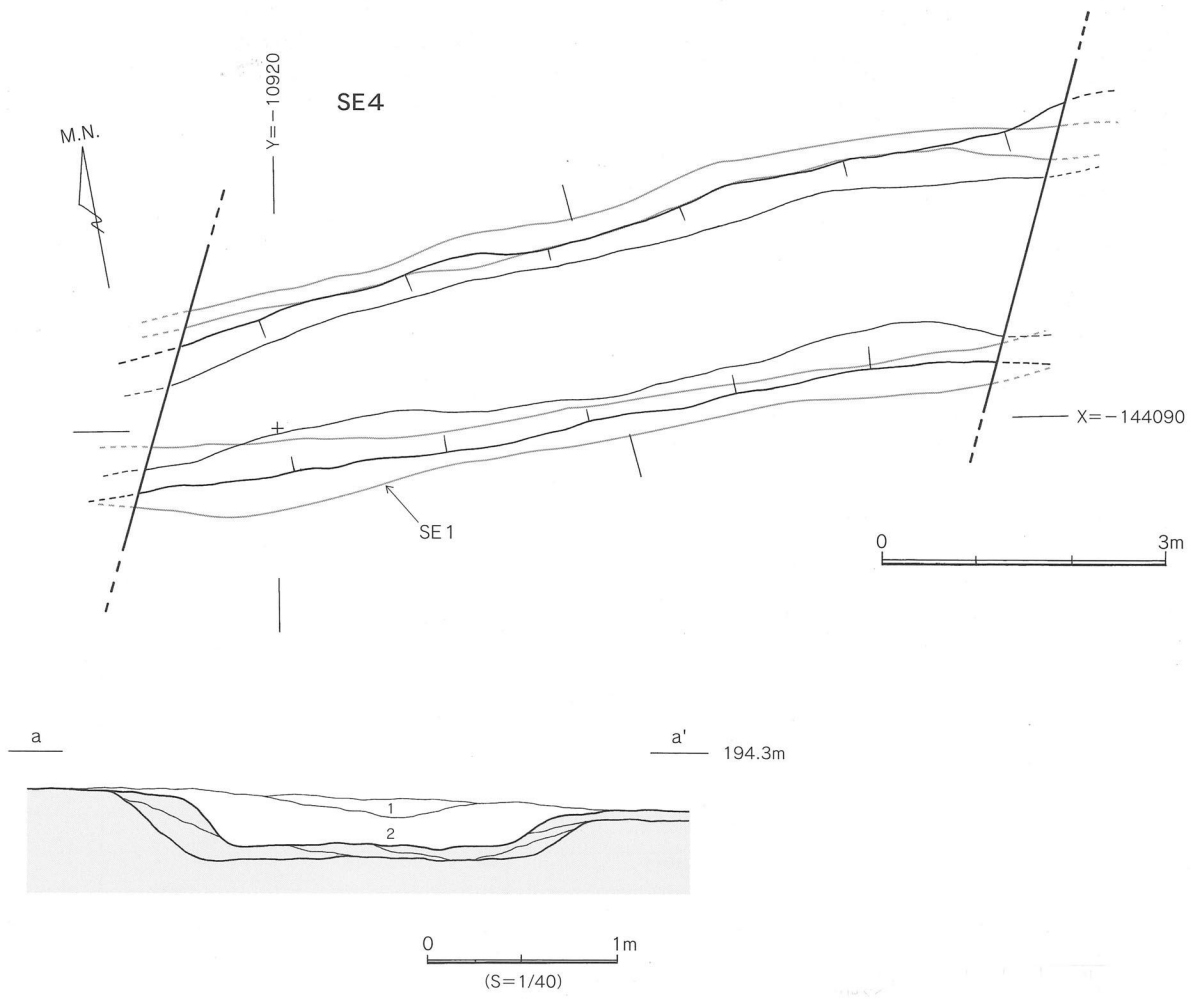 Y=−10920
SE4
M.N.
X=−144090
SE1
0 3m
a a' 194.3m
1
2
0 1m
(S=1/40)